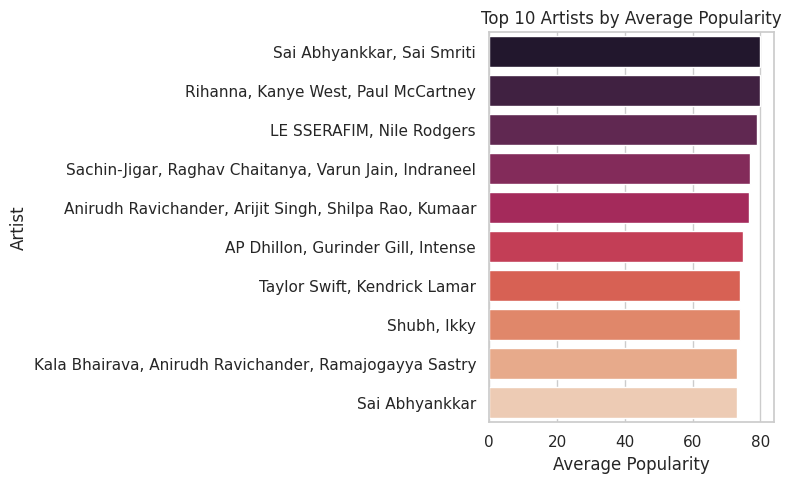 Top 10 Artists by Average Popularity
Artist
Sai Abhyankkar, Sai Smriti
Rihanna, Kanye West, Paul McCartney
LE SSERAFIM, Nile Rodgers
Sachin-Jigar, Raghav Chaitanya, Varun Jain, Indraneel
Anirudh Ravichander, Arijit Singh, Shilpa Rao, Kumaar
AP Dhillon, Gurinder Gill, Intense
Taylor Swift, Kendrick Lamar
Shubh, Ikky
Kala Bhairava, Anirudh Ravichander, Ramajogayya Sastry
Sai Abhyankkar
0 20 40 60 80
Average Popularity